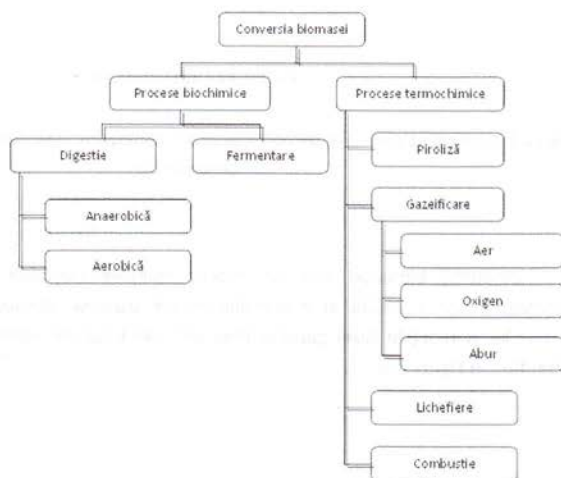 Conversia biomasei
Procese biochimice
Procese termochimice
Digestie
Fermentare
Piroliză
Anaerobică
Gazeificare
Aerobică
Aer
Oxigen
Abur
Lichefiere
Combustie